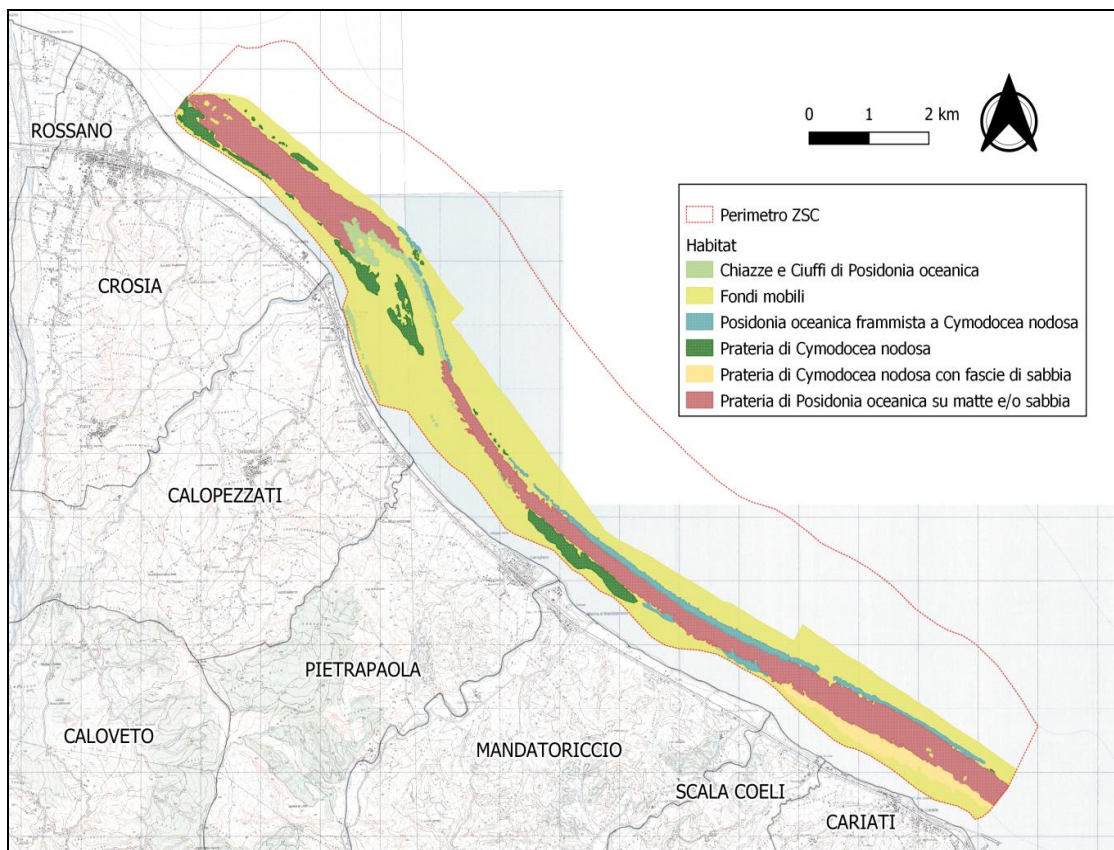 0 1 2 km
Perimetro ZSC
Habitat
Chiazze e Ciuffi di Posidonia oceanica
Fondi mobili
Posidonia oceanica frammista a Cymodocea nodosa
Prateria di Cymodocea nodosa
Prateria di Cymodocea nodosa con fascie di sabbia
Prateria di Posidonia oceanica su matte e/o sabbia
ROSSANO
CROSIA
CALOPEZZATI
PIETRAPAOLA
CALOVETO
MANDATORICCIO
SCALA COELI
CARIATI